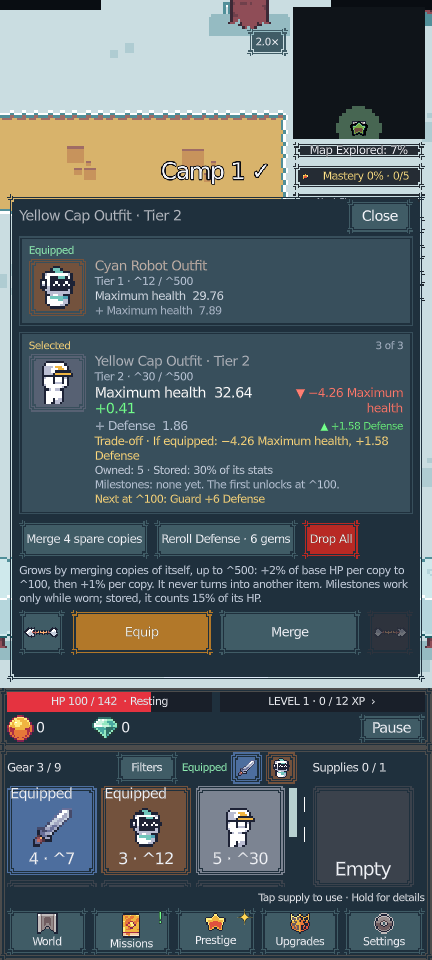 2.0×
Map Explored: 7%
Mastery 0% · 0/5
Camp 1 ✓
Yellow Cap Outfit · Tier 2
Close
Equipped
Cyan Robot Outfit
Tier 1 · ^12 / ^500
Maximum health 29.76
+ Maximum health 7.89
Selected
3 of 3
Yellow Cap Outfit · Tier 2
Tier 2 · ^30 / ^500
Maximum health 32.64
+0.41
▼ −4.26 Maximum
health
+ Defense 1.86
▲ +1.58 Defense
Trade-off · If equipped: −4.26 Maximum health, +1.58
Defense
Owned: 5 · Stored: 30% of its stats
Milestones: none yet. The first unlocks at ^100.
Next at ^100: Guard +6 Defense
Merge 4 spare copies
Reroll Defense · 6 gems
Drop All
Grows by merging copies of itself, up to ^500: +2% of base HP per copy to
^100, then +1% per copy. It never turns into another item. Milestones work
only while worn; stored, it counts 15% of its HP.
Equip
Merge
HP 100 / 142 · Resting
LEVEL 1 · 0 / 12 XP ›
0
0
Pause
Gear 3 / 9
Filters
Equipped
Supplies 0 / 1
Equipped
4 · ^7
Equipped
3 · ^12
5 · ^30
Empty
Tap supply to use · Hold for details
World
Missions
!
Prestige
Upgrades
Settings